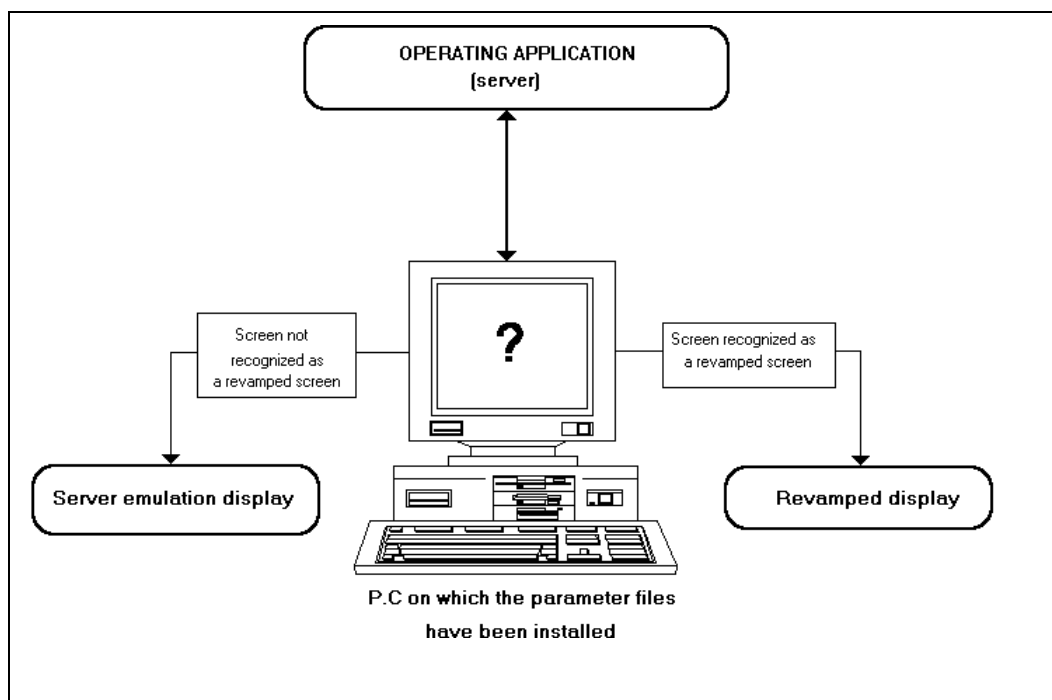 OPERATING APPLICATION
(server)
?
Screen not
recognized as
a revamped screen
Screen recognized as
a revamped screen
Server emulation display
Revamped display
P.C on which the parameter files
have been installed